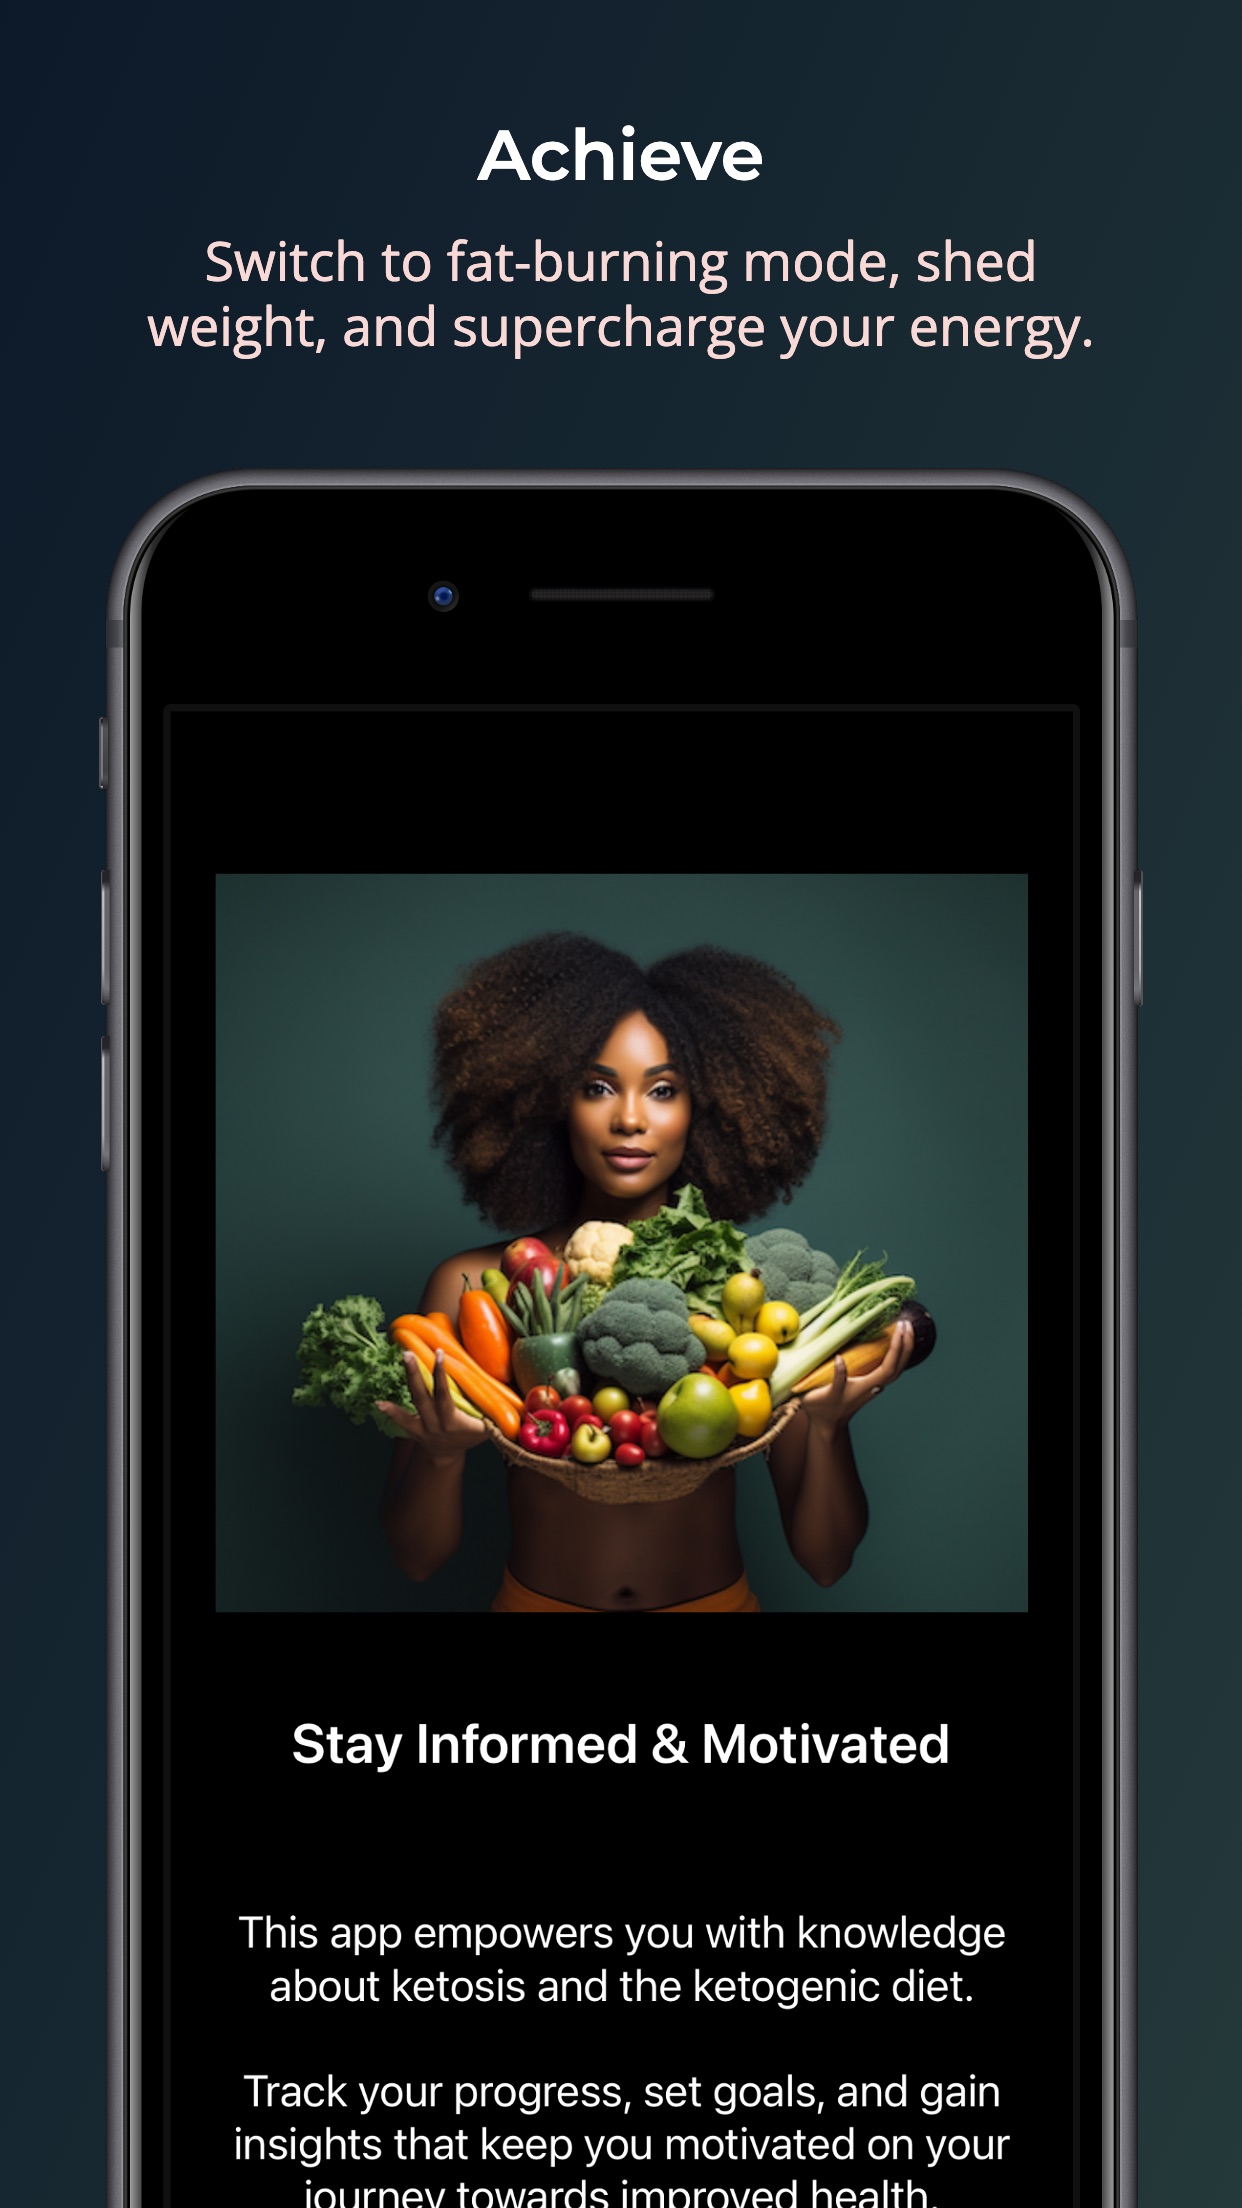 Achieve
Switch to fat-burning mode, shed
weight, and supercharge your energy.
Stay Informed & Motivated
This app empowers you with knowledge
about ketosis and the ketogenic diet.
Track your progress, set goals, and gain
insights that keep you motivated on your
journey towards improved health.